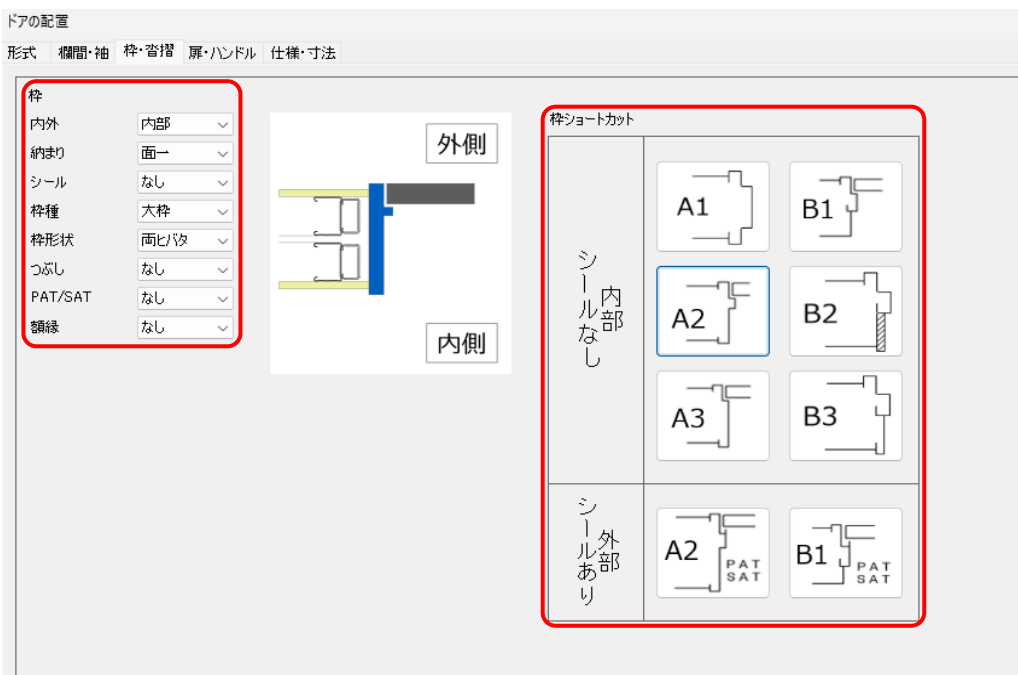 ドアの配置
形式 欄間・袖 枠・沓摺 扉・ハンドル 仕様・寸法
枠
内外 内部
納まり 面一
シール なし
枠種 大枠
枠形状 両ヒバタ
つぶし なし
PAT/SAT なし
額縁 なし
外側
内側
枠ショートカット
内部
シールなし
A1
B1
A2
B2
A3
B3
外部
シールあり
A2
PAT
SAT
B1
PAT
SAT